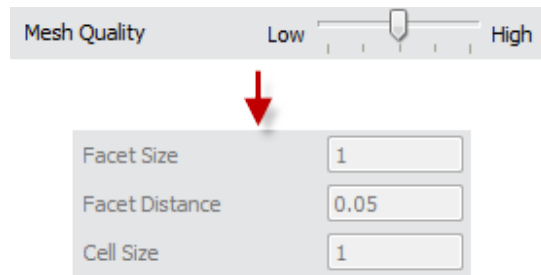 Mesh Quality Low High
Facet Size 1
Facet Distance 0.05
Cell Size 1